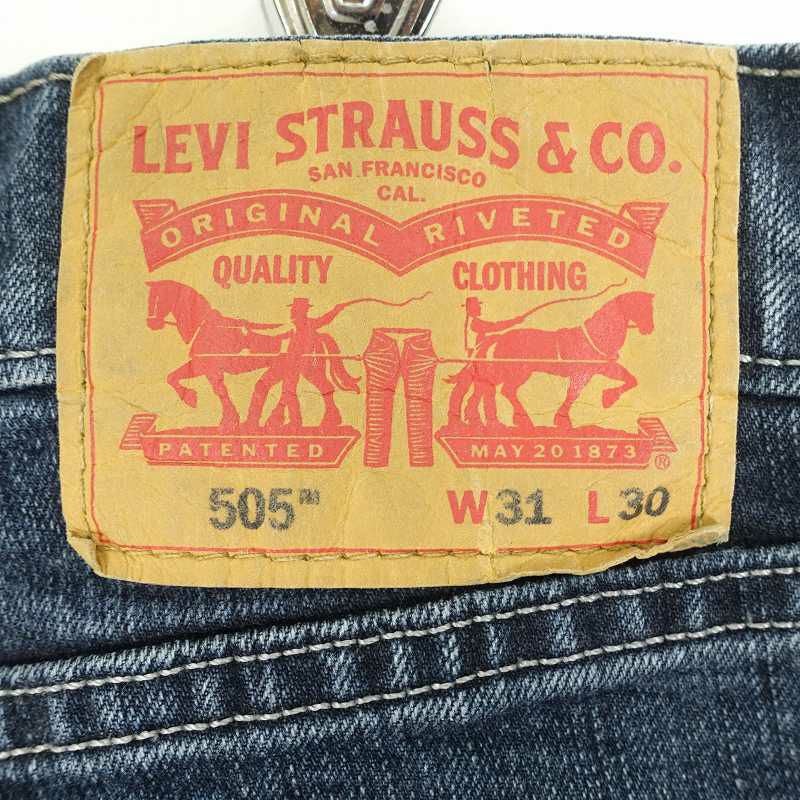 LEVI STRAUSS & CO.
SAN FRANCISCO
CAL.
ORIGINAL RIVETED
QUALITY CLOTHING
PATENTED MAY 20 1873 ®
505™ W31 L30